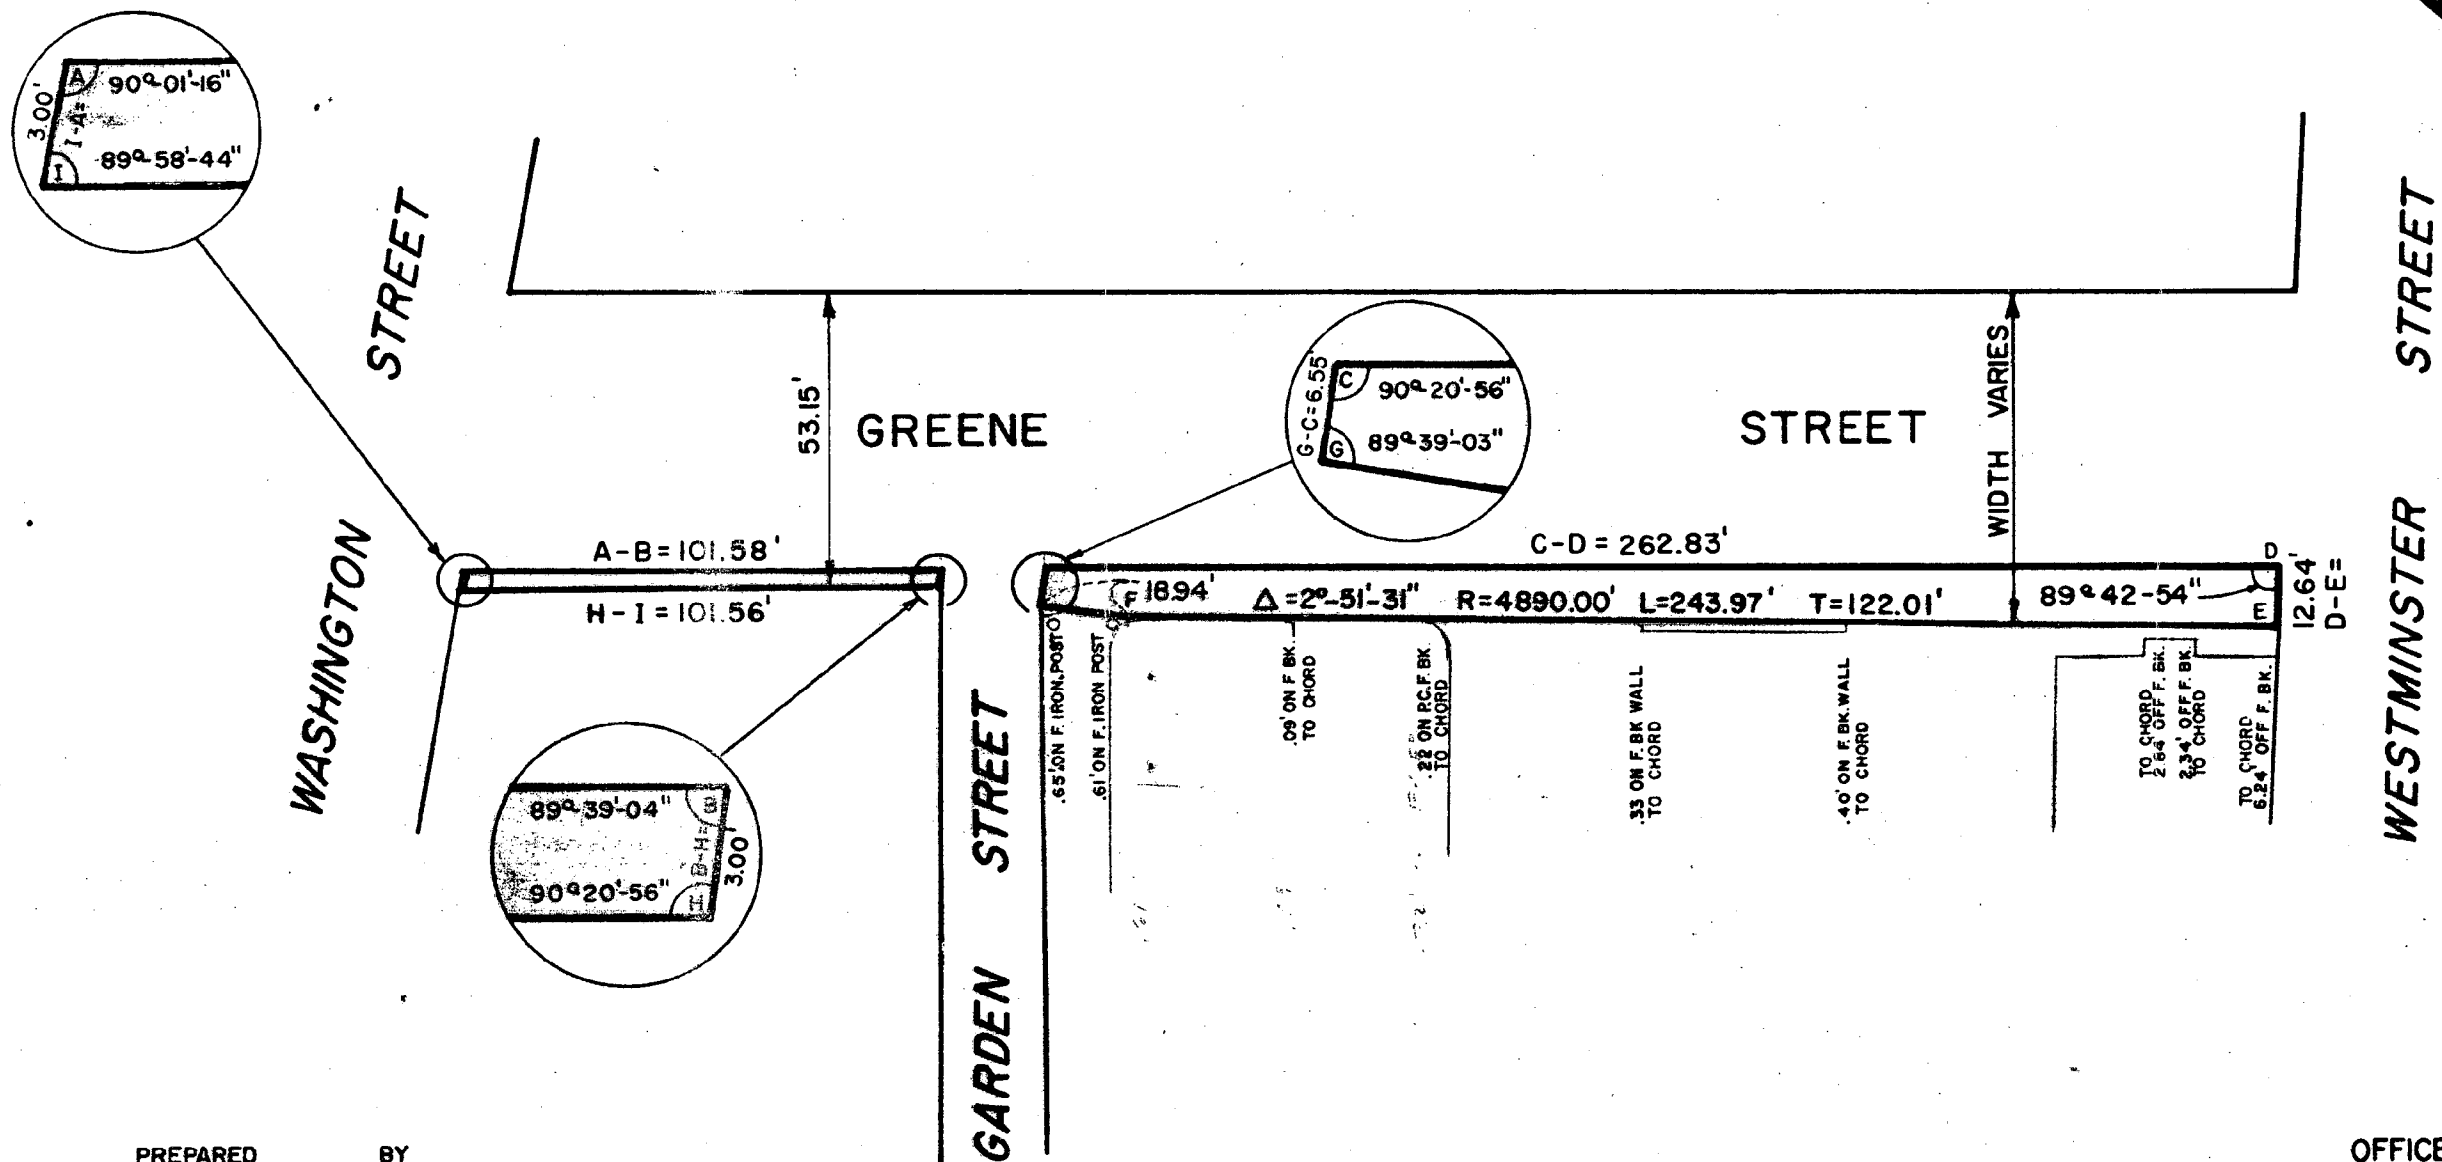 A 90°-01'-16"
3.00'
I-A=
I 89°-58'-44"
STREET
WASHINGTON
53.15'
GREENE
STREET
WIDTH VARIES
G-C=6.55'
C 90°-20'-56"
G 89°-39'-03"
STREET
WESTMINSTER
A-B=101.58'
H-I=101.56'
C-D=262.83'
D
F 18.94'
Δ=2°-51'-31" R=4890.00' L=243.97' T=122.01'
89°42-54"
E
12.64'
D-E=
89°-39'-04" B
B-H=
3.00'
90°20'-56" H
STREET
GARDEN
.65'ON F. IRON.POST
.61'ON F. IRON POST
.09'ON F BK.
TO CHORD
.22 ON R.C.F. BK.
TO CHORD
.33 ON F. BK WALL
TO CHORD
.40' ON F. BK. WALL
TO CHORD
TO CHORD
2.64' OFF F. BK.
2.34' OFF F. BK.
TO CHORD
TO CHORD
6.24' OFF F. BK.
PREPARED BY
OFFICE